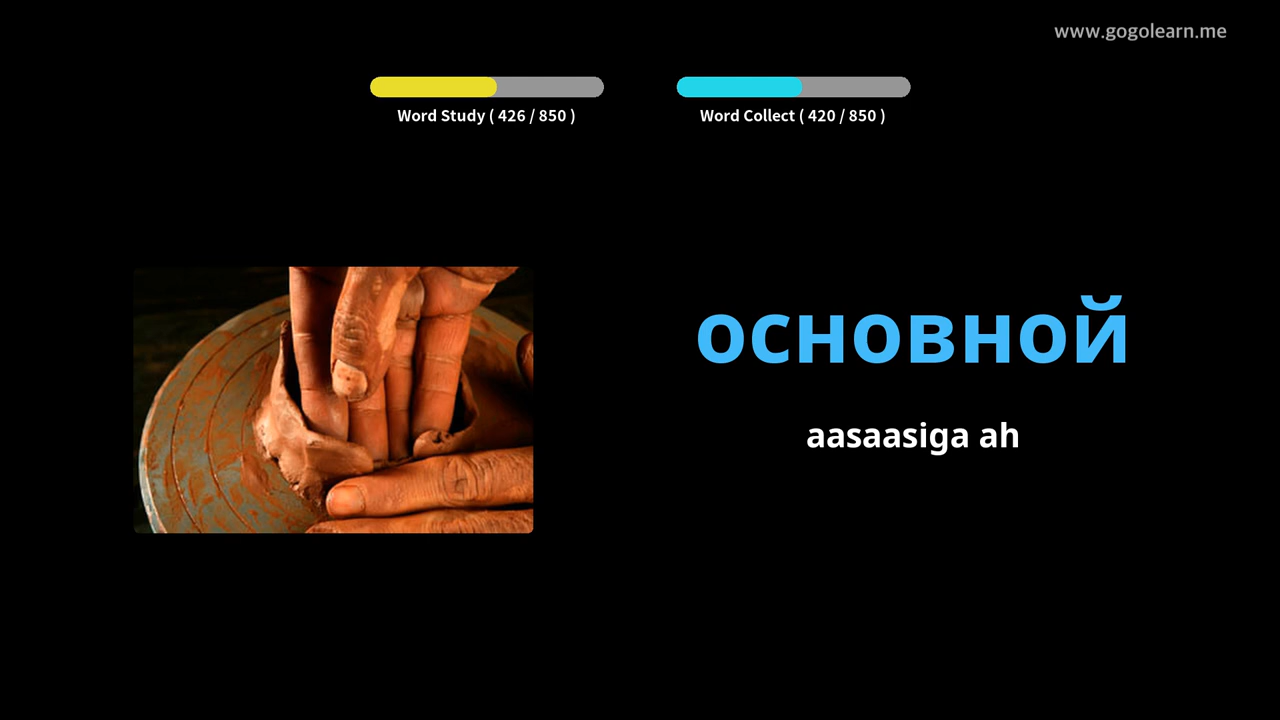 www.gogolearn.me
Word Study ( 426 / 850 )
Word Collect ( 420 / 850 )
основной
aasaasiga ah